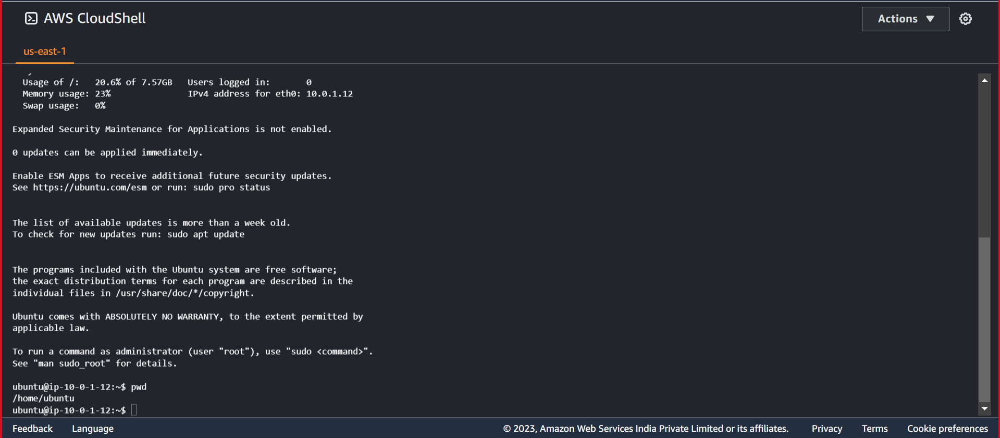 AWS CloudShell
Actions
us-east-1
Usage of /:   20.6% of 7.57GB   Users logged in:       0
Memory usage: 23%               IPv4 address for eth0: 10.0.1.12
Swap usage:   0%
Expanded Security Maintenance for Applications is not enabled.
0 updates can be applied immediately.
Enable ESM Apps to receive additional future security updates.
See https://ubuntu.com/esm or run: sudo pro status
The list of available updates is more than a week old.
To check for new updates run: sudo apt update
The programs included with the Ubuntu system are free software;
the exact distribution terms for each program are described in the
individual files in /usr/share/doc/*/copyright.
Ubuntu comes with ABSOLUTELY NO WARRANTY, to the extent permitted by
applicable law.
To run a command as administrator (user "root"), use "sudo <command>".
See "man sudo_root" for details.
ubuntu@ip-10-0-1-12:~$ pwd
/home/ubuntu
ubuntu@ip-10-0-1-12:~$
Feedback Language © 2023, Amazon Web Services India Private Limited or its affiliates. Privacy Terms Cookie preferences